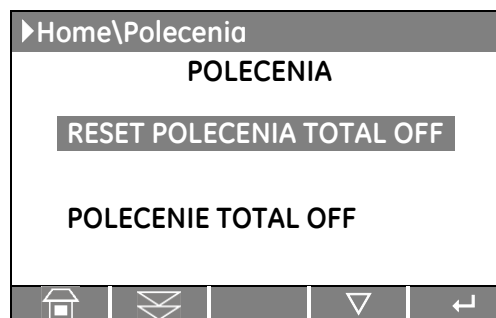 Home\Polecenia
POLECENIA
RESET POLECENIA TOTAL OFF
POLECENIE TOTAL OFF